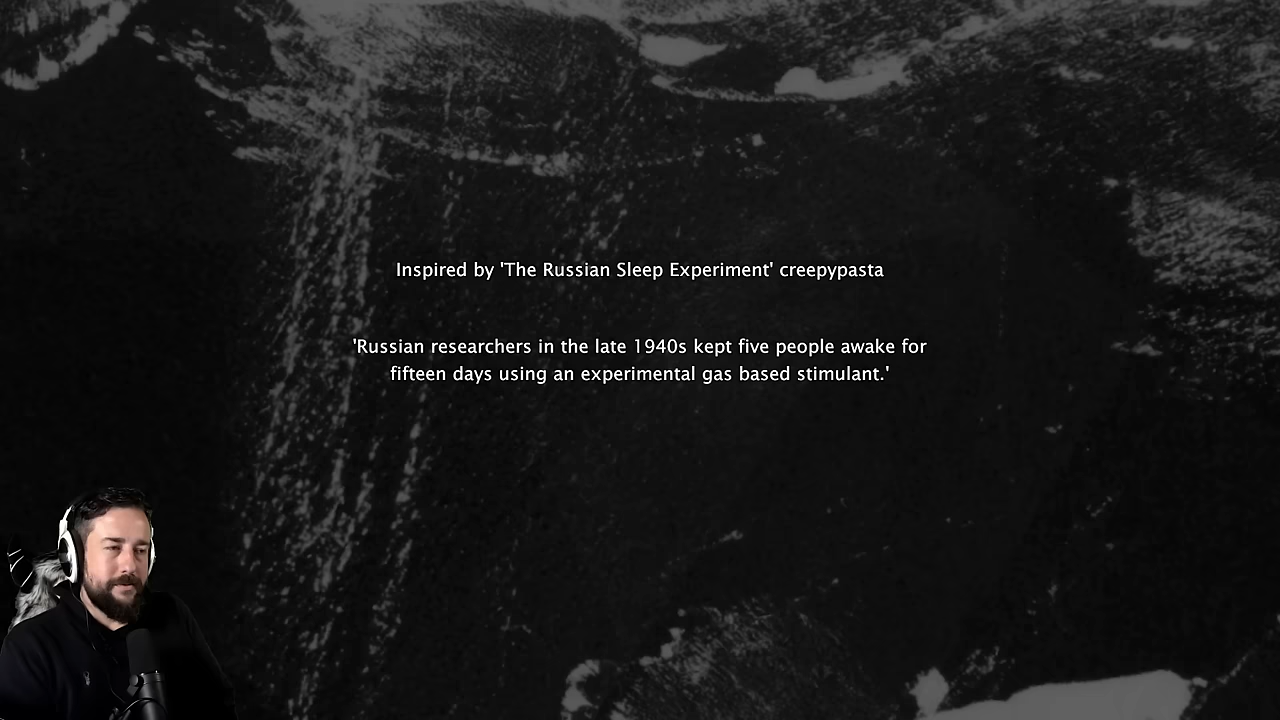 Inspired by 'The Russian Sleep Experiment' creepypasta
'Russian researchers in the late 1940s kept five people awake for
fifteen days using an experimental gas based stimulant.'